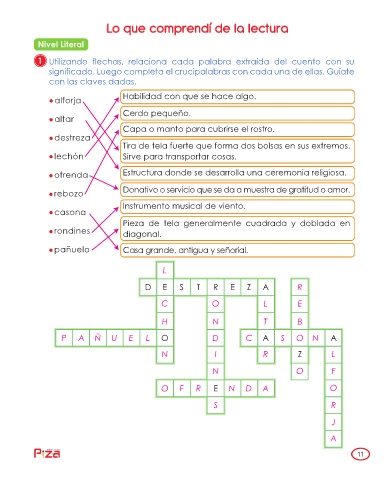 Lo que comprendí de la lectura
Nivel Literal
1 Utilizando flechas, relaciona cada palabra extraída del cuento con su
significado. Luego completa el crucipalabras con cada una de ellas. Guíate
con las claves dadas.
• alforja
Habilidad con que se hace algo.
• altar
Cerdo pequeño.
• destreza
Capa o manto para cubrirse el rostro.
• lechón
Tira de tela fuerte que forma dos bolsas en sus extremos.
Sirve para transportar cosas.
• ofrenda
Estructura donde se desarrolla una ceremonia religiosa.
• rebozo
Donativo o servicio que se da a muestra de gratitud o amor.
• casona
Instrumento musical de viento.
• rondines
Pieza de tela generalmente cuadrada y doblada en
diagonal.
• pañuelo
Casa grande, antigua y señorial.
L
D E S T R E Z A R
C O L E
H N T B
P A Ñ U E L O D C A S O N A
N I R Z L
N O F
O F R E N D A O
S R
J
A
Piza
11